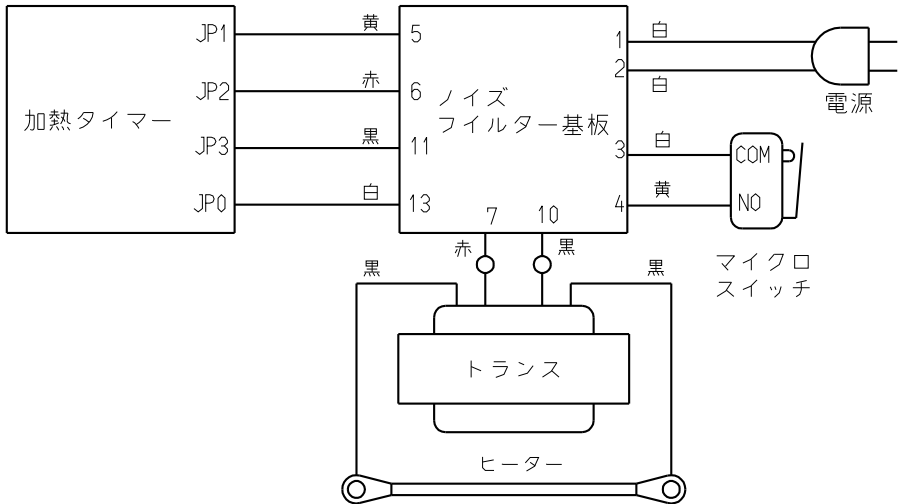 加熱タイマー
JP1
JP2
JP3
JP0
黄
赤
黒
白
5
6
11
13
ノイズ
フィルター基板
7
10
1
2
3
4
白
白
白
黄
電源
COM
NO
マイクロ
スイッチ
赤
黒
黒
黒
トランス
ヒーター